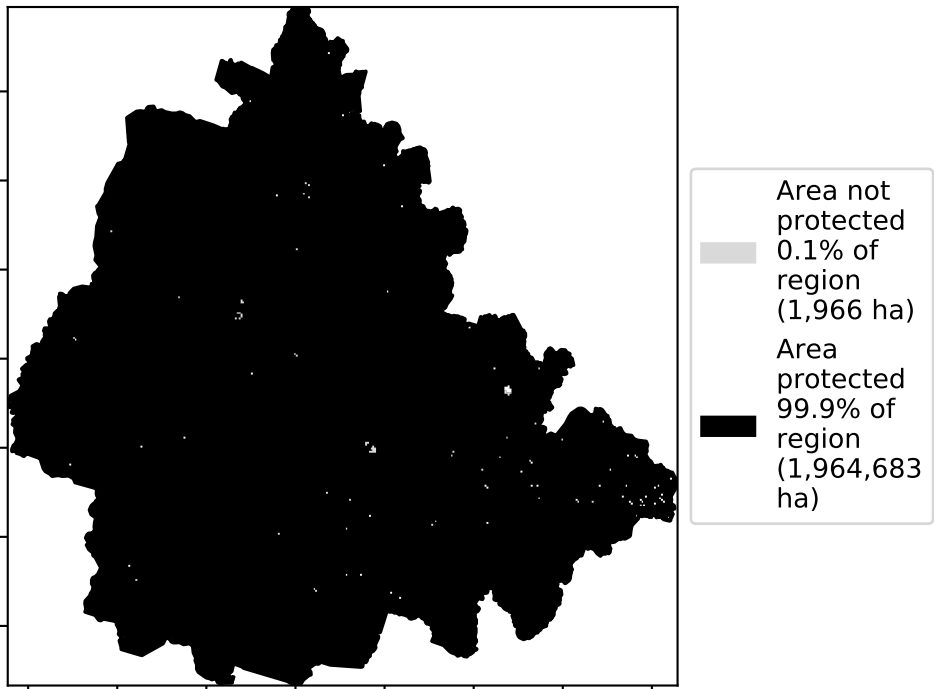 Area not
protected
0.1% of
region
(1,966 ha)
Area
protected
99.9% of
region
(1,964,683
ha)